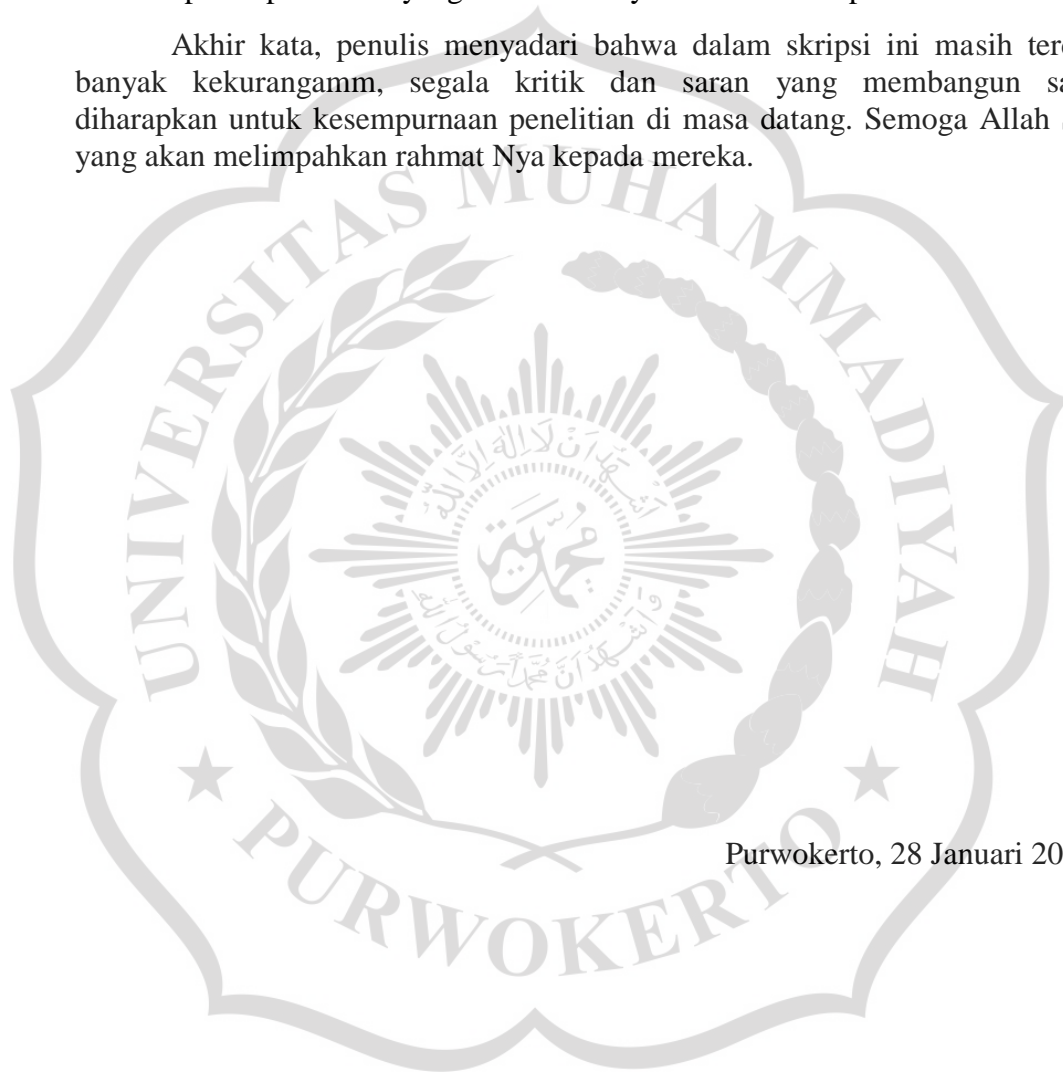 Akhir kata, penulis menyadari bahwa dalam skripsi ini masih
banyak kekurangamm, segala kritik dan saran yang membangun
diharapkan untuk kesempurnaan penelitian di masa datang. Semoga Allah
yang akan melimpahkan rahmat Nya kepada mereka.
UNIVERSITAS MUHAMMADIYAH
PURWOKERTO
Purwokerto, 28 Januari 20